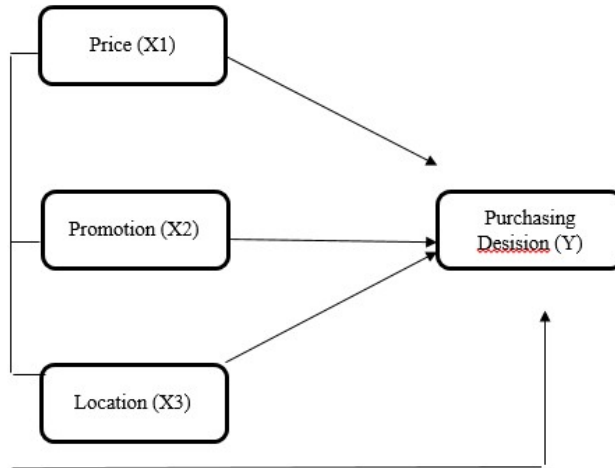 Price (X1)
Promotion (X2)
Purchasing
Desision (Y)
Location (X3)